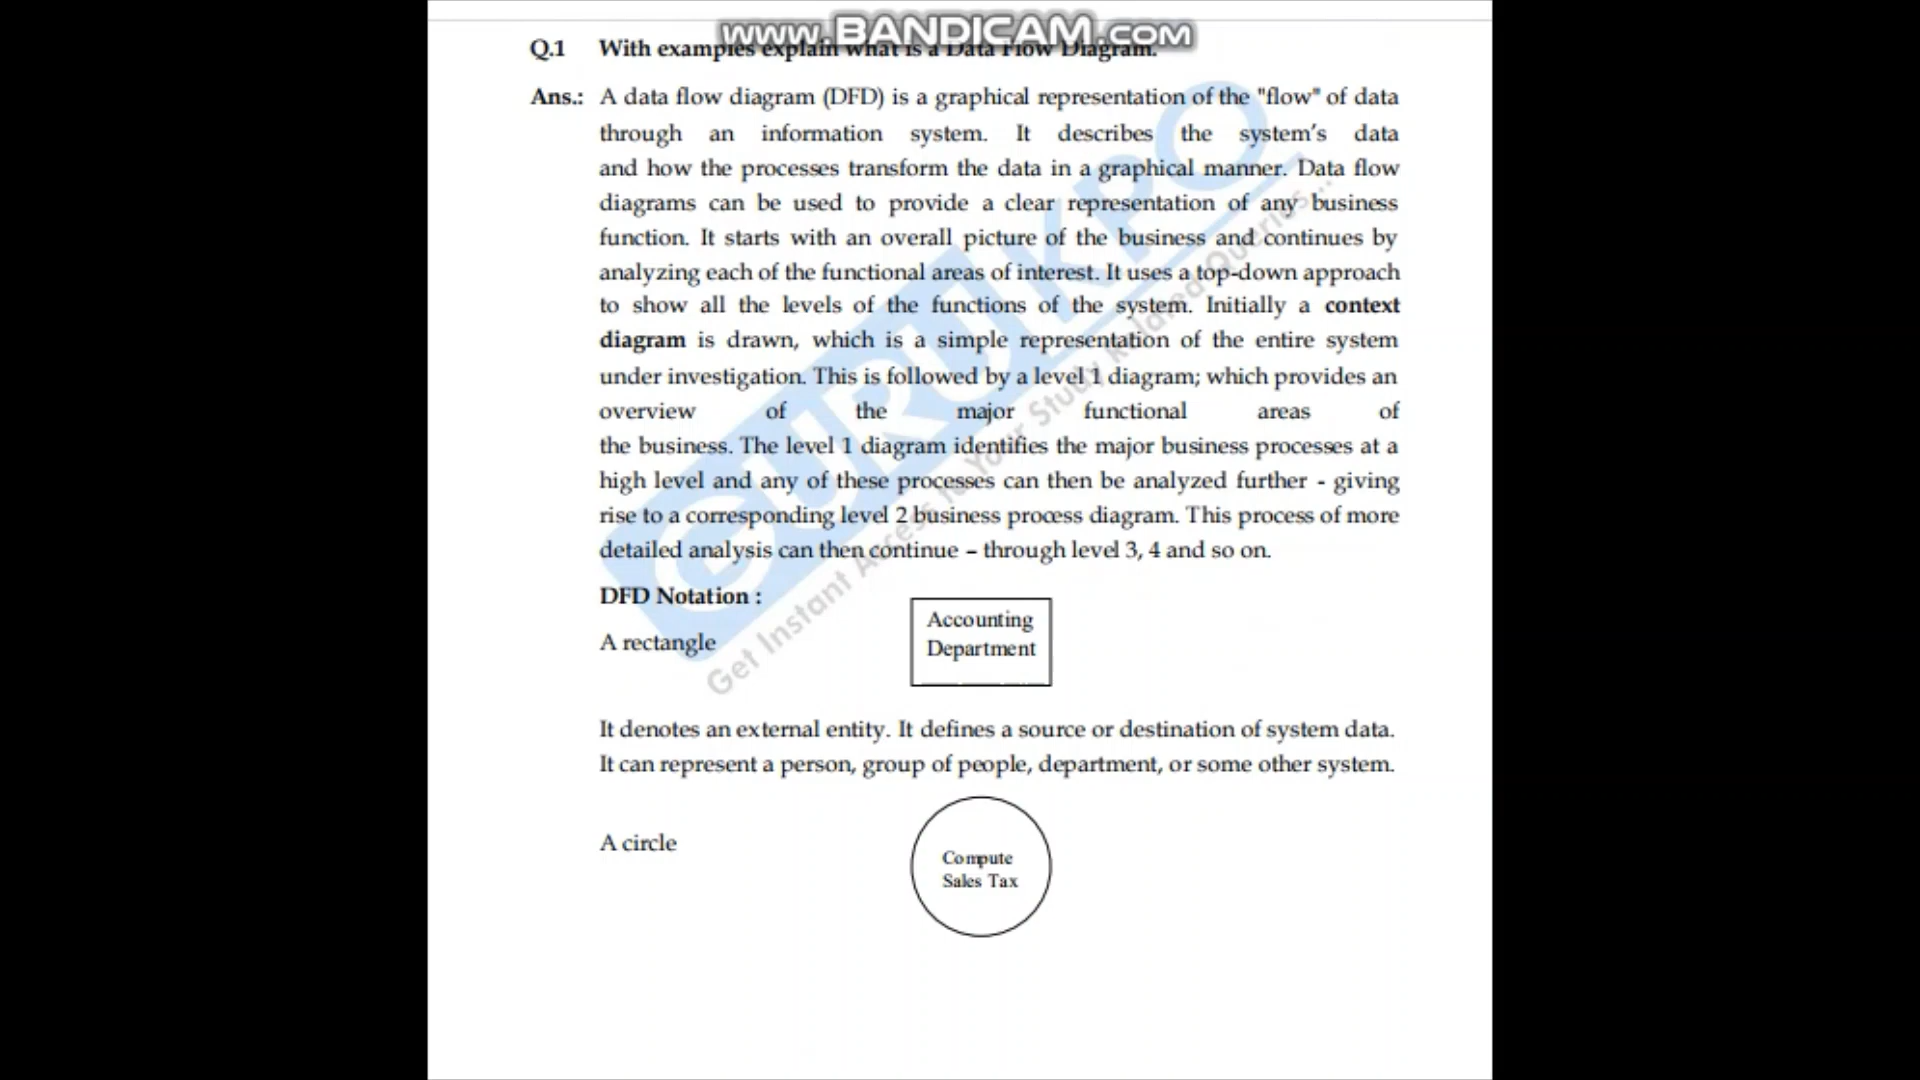 www.BANDICAM.com
Q.1 With examples explain what is a Data Flow Diagram.
Ans.: A data flow diagram (DFD) is a graphical representation of the "flow" of data
through an information system. It describes the system's data
and how the processes transform the data in a graphical manner. Data flow
diagrams can be used to provide a clear representation of any business
function. It starts with an overall picture of the business and continues by
analyzing each of the functional areas of interest. It uses a top-down approach
to show all the levels of the functions of the system. Initially a context
diagram is drawn, which is a simple representation of the entire system
under investigation. This is followed by a level 1 diagram; which provides an
overview of the major functional areas of
the business. The level 1 diagram identifies the major business processes at a
high level and any of these processes can then be analyzed further - giving
rise to a corresponding level 2 business process diagram. This process of more
detailed analysis can then continue – through level 3, 4 and so on.
GURUKPO
Get Instant Access to Your Study Related Queries...
DFD Notation :
A rectangle
Accounting
Department
It denotes an external entity. It defines a source or destination of system data.
It can represent a person, group of people, department, or some other system.
A circle
Compute
Sales Tax